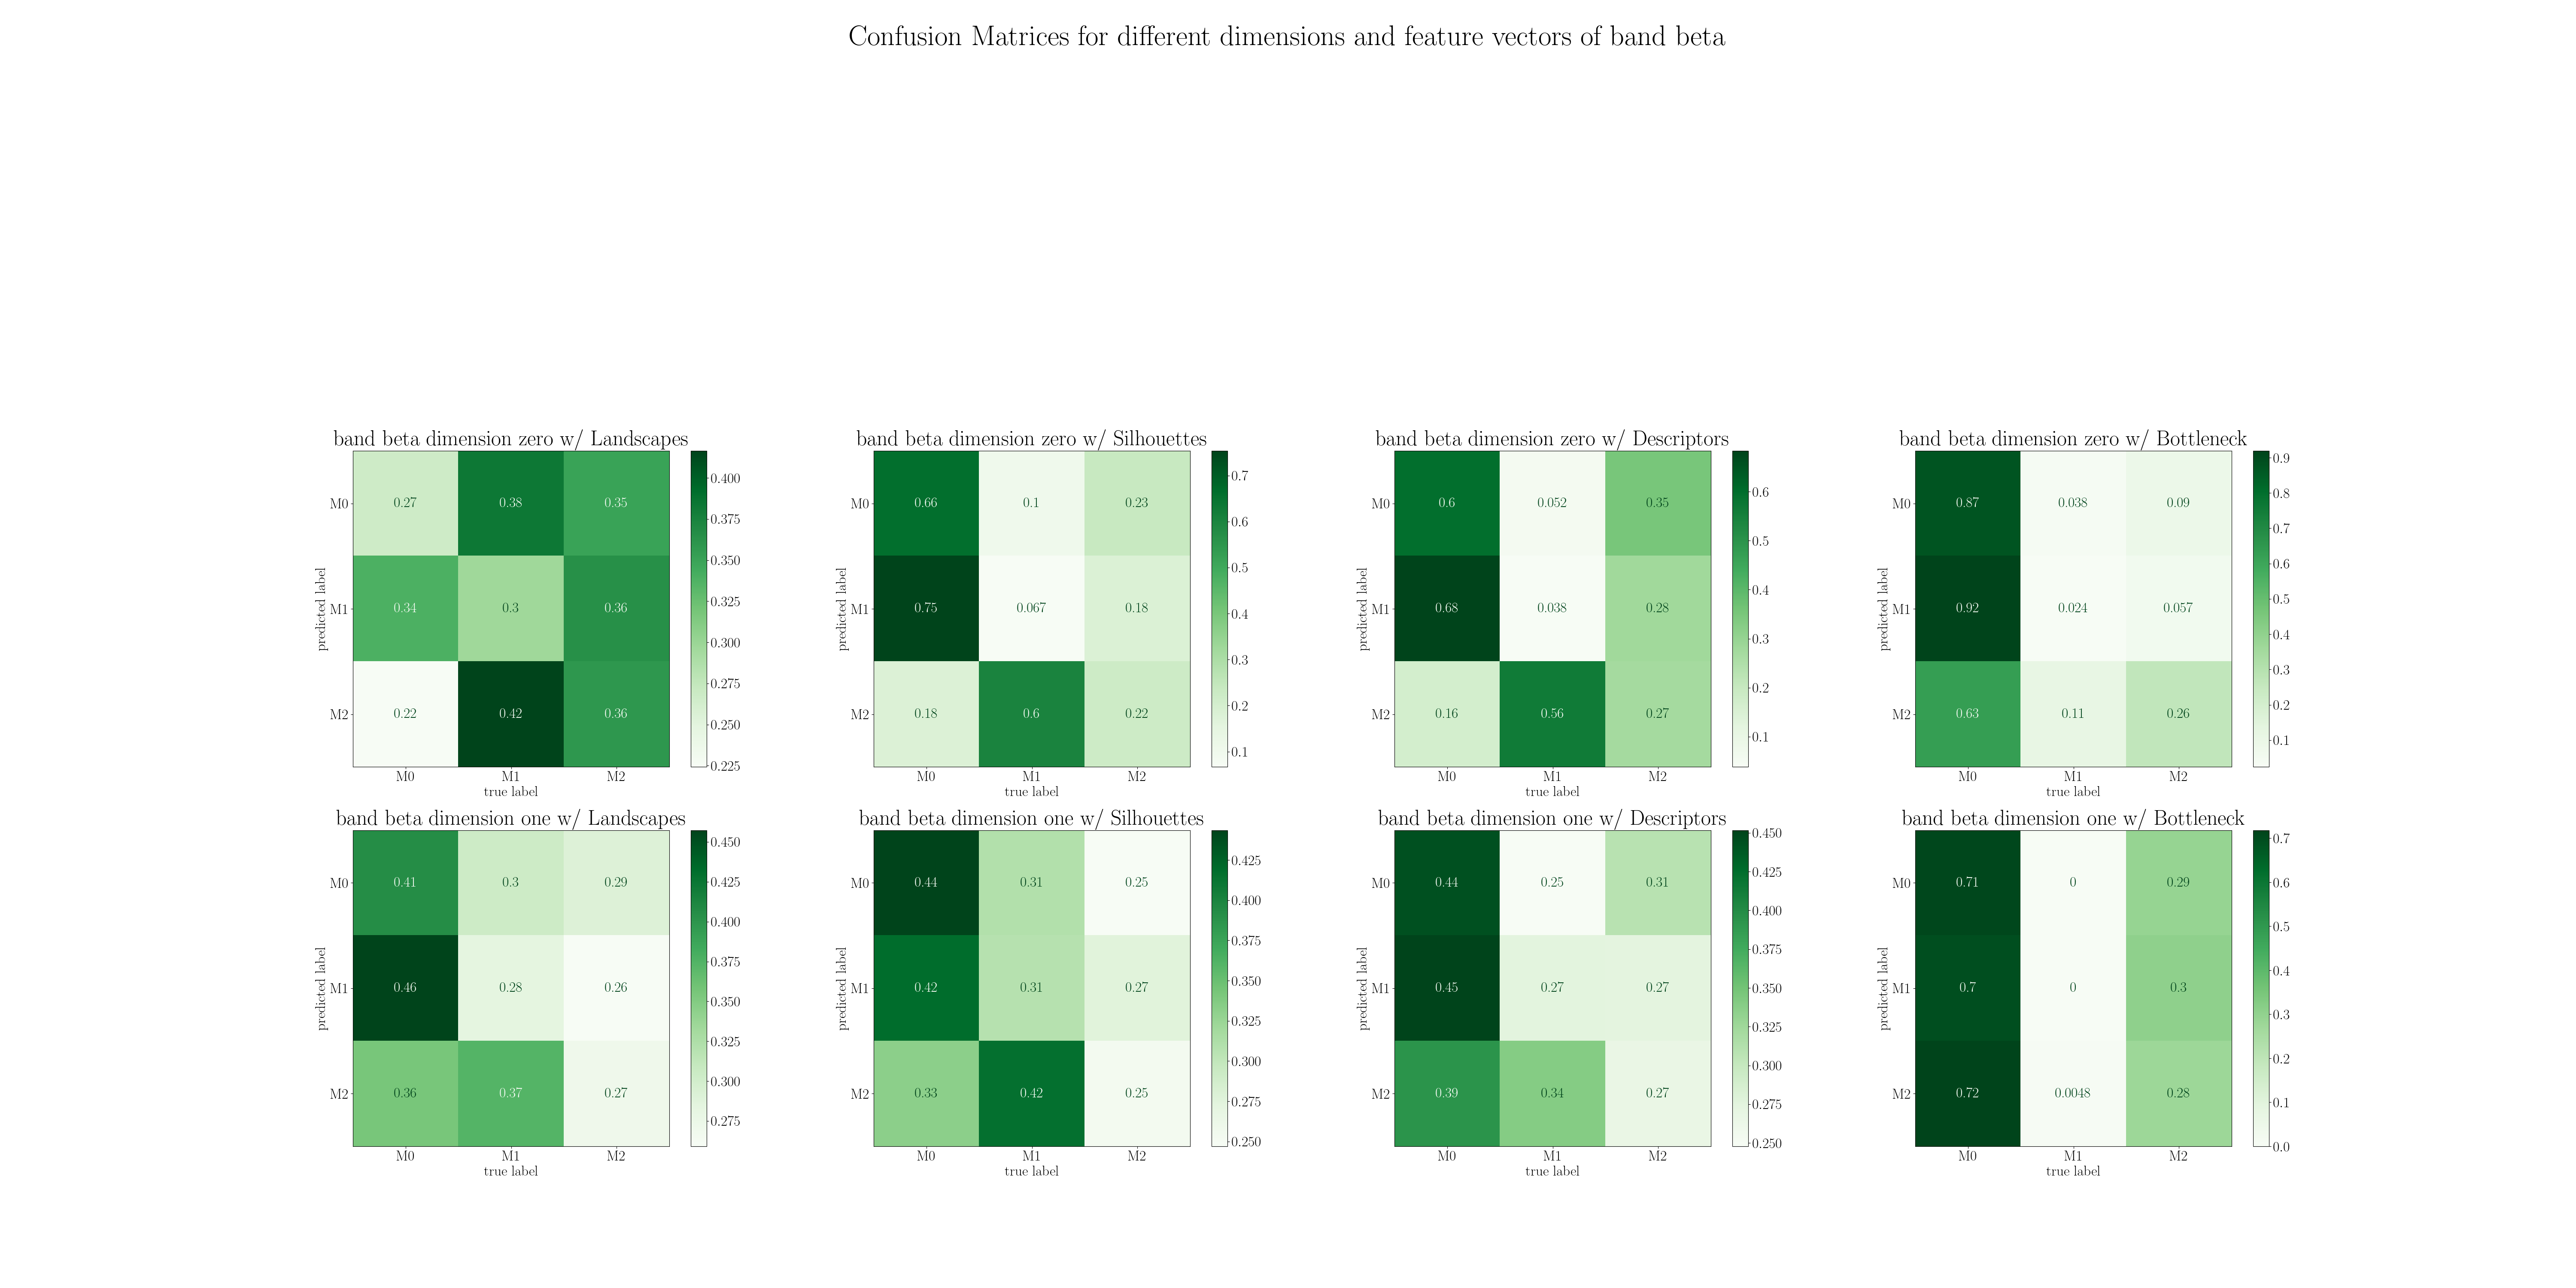 Confusion Matrices for different dimensions and feature vectors of band beta
band beta dimension zero w/ Landscapes
predicted label
M0 0.27 0.38 0.35
M1 0.34 0.3 0.36
M2 0.22 0.42 0.36
M0 M1 M2
true label
0.400
0.375
0.350
0.325
0.300
0.275
0.250
0.225
band beta dimension zero w/ Silhouettes
predicted label
0.66 0.1 0.23
0.75 0.067 0.18
0.18 0.6 0.22
M0 M1 M2
true label
0.7
0.6
0.5
0.4
0.3
0.2
0.1
band beta dimension zero w/ Descriptors
predicted label
0.6 0.052 0.35
0.68 0.038 0.28
0.16 0.56 0.27
M0 M1 M2
true label
0.6
0.5
0.4
0.3
0.2
0.1
band beta dimension zero w/ Bottleneck
predicted label
M0 0.87 0.038 0.09
M1 0.92 0.024 0.057
M2 0.63 0.11 0.26
M0 M1 M2
true label
0.9
0.8
0.7
0.6
0.5
0.4
0.3
0.2
0.1
band beta dimension one w/ Landscapes
predicted label
M0 0.41 0.3 0.29
M1 0.46 0.28 0.26
M2 0.36 0.37 0.27
M0 M1 M2
true label
0.450
0.425
0.400
0.375
0.350
0.325
0.300
0.275
band beta dimension one w/ Silhouettes
predicted label
M0 0.44 0.31 0.25
M1 0.42 0.31 0.27
M2 0.33 0.42 0.25
M0 M1 M2
true label
0.425
0.400
0.375
0.350
0.325
0.300
0.275
0.250
band beta dimension one w/ Descriptors
predicted label
M0 0.44 0.25 0.31
M1 0.45 0.27 0.27
M2 0.39 0.34 0.27
M0 M1 M2
true label
0.450
0.425
0.400
0.375
0.350
0.325
0.300
0.275
0.250
band beta dimension one w/ Bottleneck
predicted label
M0 0.71 0 0.29
M1 0.7 0 0.3
M2 0.72 0.0048 0.28
M0 M1 M2
true label
0.7
0.6
0.5
0.4
0.3
0.2
0.1
0.0